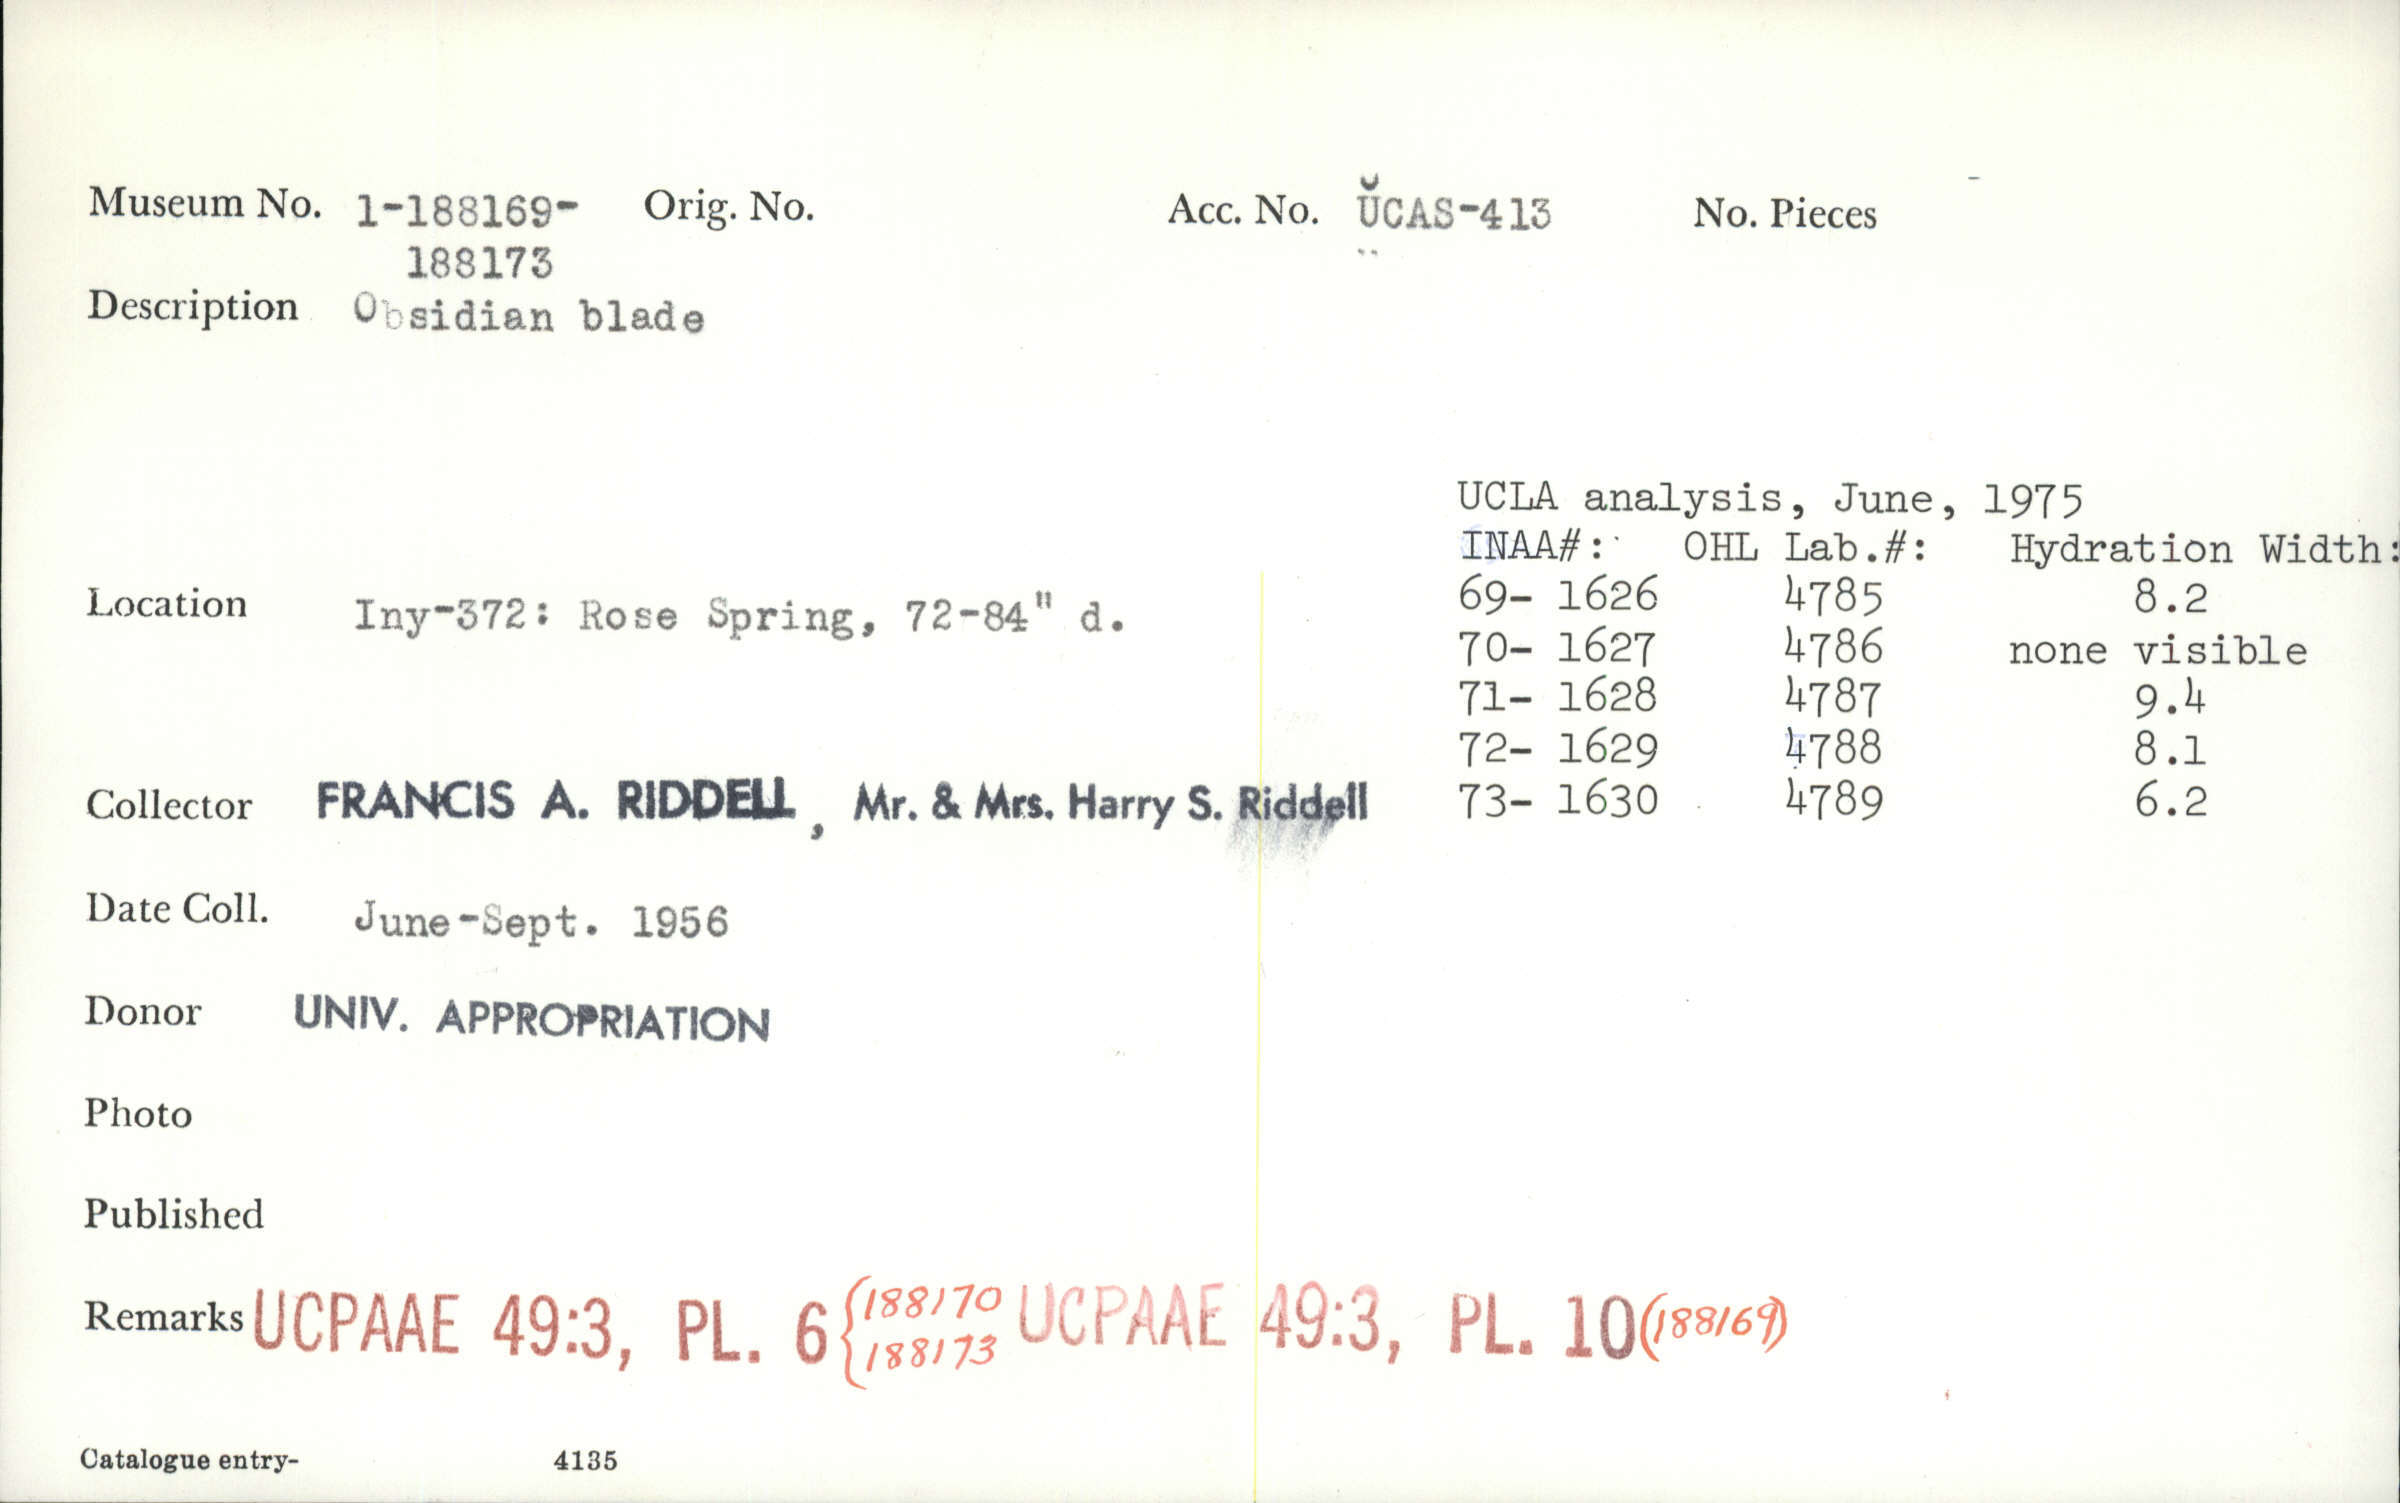 Museum No. 1-188169- Orig. No. Acc. No. UCAS-413 No. Pieces
188173
Description Obsidian blade
UCLA analysis, June, 1975
INAA#: OHL Lab.#: Hydration Width:
69- 1626 4785 8.2
70- 1627 4786 none visible
71- 1628 4787 9.4
72- 1629 4788 8.1
73- 1630 4789 6.2
Location Iny-372: Rose Spring, 72-84" d.
Collector FRANCIS A. RIDDELL, Mr. & Mrs. Harry S. Riddell
Date Coll. June-Sept. 1956
Donor UNIV. APPROPRIATION
Photo
Published
Remarks UCPAAE 49:3, PL. 6 {188170 UCPAAE 49:3, PL. 10 (188169)
188173
Catalogue entry- 4135